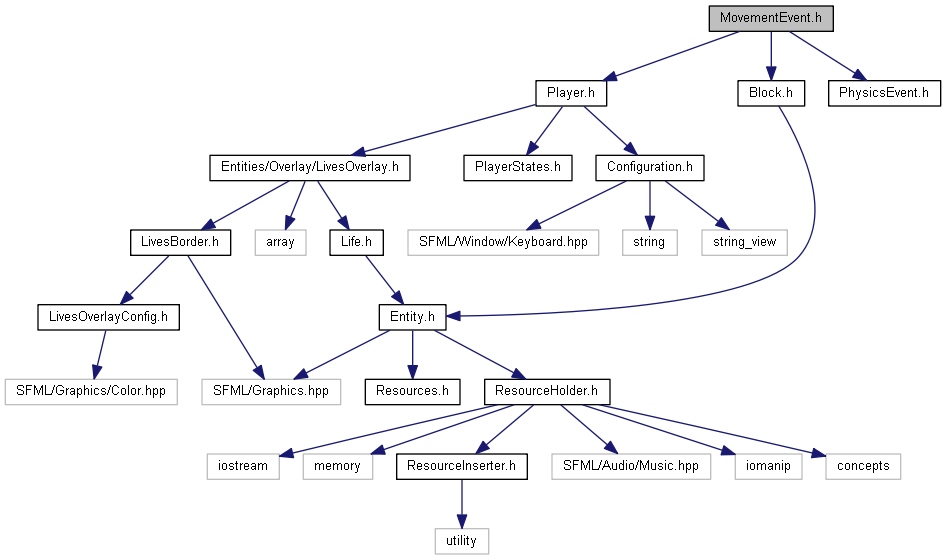 MovementEvent.h
Player.h
Block.h
PhysicsEvent.h
Entities/Overlay/LivesOverlay.h
PlayerStates.h
Configuration.h
LivesBorder.h
array
Life.h
SFML/Window/Keyboard.hpp
string
string_view
LivesOverlayConfig.h
Entity.h
SFML/Graphics/Color.hpp
SFML/Graphics.hpp
Resources.h
ResourceHolder.h
iostream
memory
ResourceInserter.h
SFML/Audio/Music.hpp
iomanip
concepts
utility